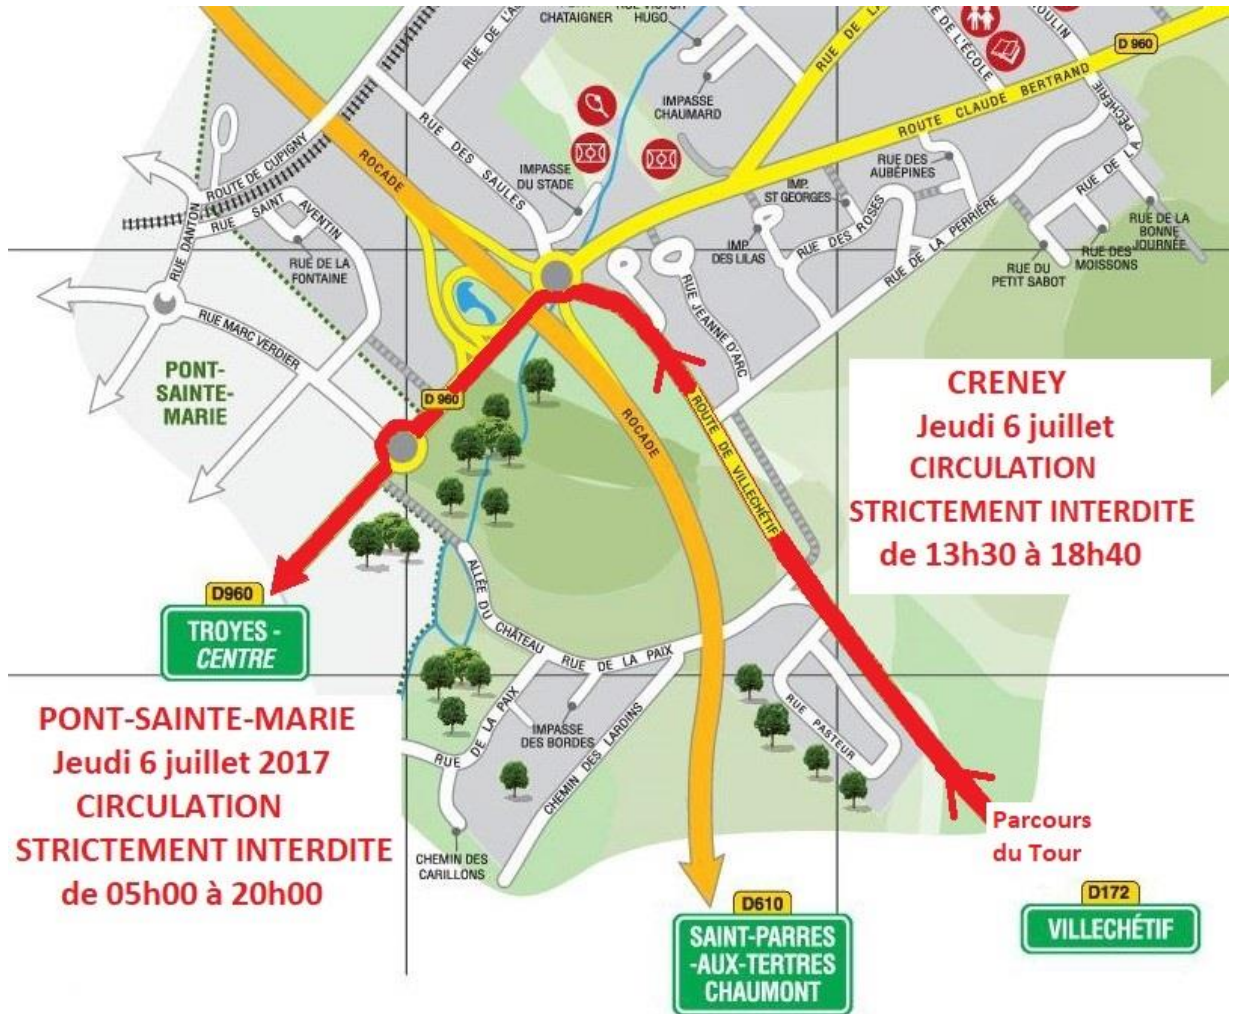 CHATAIGNER
RUE VICTOR
HUGO
RUE DE LA
DE L'ÉCOLE
MOULIN
D 960
RUE DE L'A
IMPASSE
CHAUMARD
ROUTE CLAUDE BERTRAND
PÊCHERIE
RUE DE LA
ROUTE DE CUPIGNY
ROCADE
RUE DES SAULES
IMPASSE
DU STADE
RUE DES
AUBÉPINES
IMP.
ST GEORGES
RUE DANTON
RUE SAINT AVENTIN
RUE DE LA
FONTAINE
IMP.
DES LILAS
RUE DES ROSES
RUE DE LA PERRIÈRE
RUE DU
PETIT SABOT
RUE DES
MOISSONS
RUE DE LA
BONNE
JOURNÉE
RUE MARC VERDIER
RUE JEANNE D'ARC
PONT-
SAINTE-
MARIE
D 960
ROCADE
ROUTE DE VILLECHÉTIF
CRENEY
Jeudi 6 juillet
CIRCULATION
STRICTEMENT INTERDITE
de 13h30 à 18h40
D960
TROYES -
CENTRE
ALLÉE DU CHÂTEAU
RUE DE LA PAIX
RUE DE LA PAIX
IMPASSE
DES BORDES
CHEMIN DES LARDINS
RUE PASTEUR
CHEMIN DES
CARILLONS
PONT-SAINTE-MARIE
Jeudi 6 juillet 2017
CIRCULATION
STRICTEMENT INTERDITE
de 05h00 à 20h00
Parcours
du Tour
D610
SAINT-PARRES
-AUX-TERTRES
CHAUMONT
D172
VILLECHÉTIF